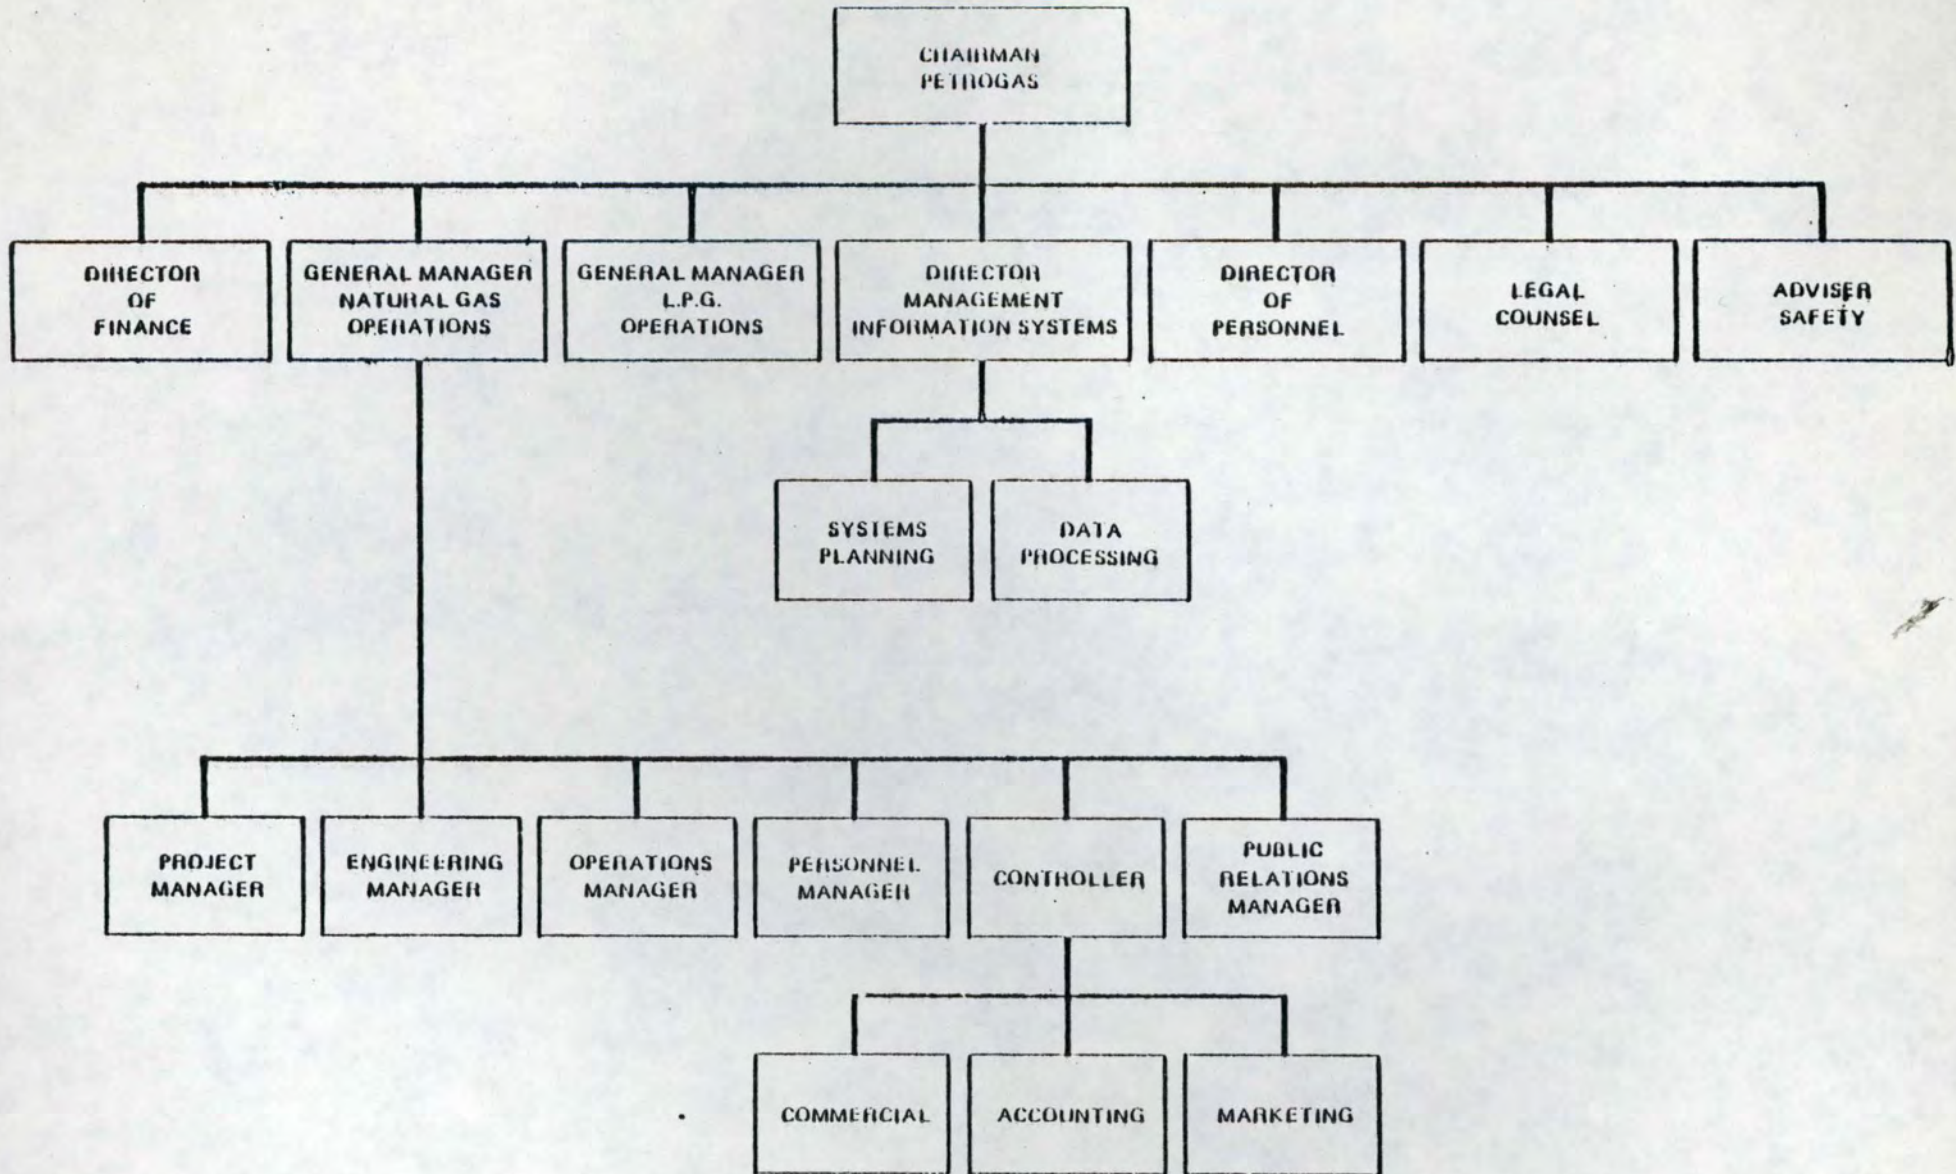 CHAIRMAN
PETROGAS
DIRECTOR
OF
FINANCE
GENERAL MANAGER
NATURAL GAS
OPERATIONS
GENERAL MANAGER
L.P.G.
OPERATIONS
DIRECTOR
MANAGEMENT
INFORMATION SYSTEMS
DIRECTOR
OF
PERSONNEL
LEGAL
COUNSEL
ADVISER
SAFETY
SYSTEMS
PLANNING
DATA
PROCESSING
PROJECT
MANAGER
ENGINEERING
MANAGER
OPERATIONS
MANAGER
PERSONNEL
MANAGER
CONTROLLER
PUBLIC
RELATIONS
MANAGER
COMMERCIAL
ACCOUNTING
MARKETING